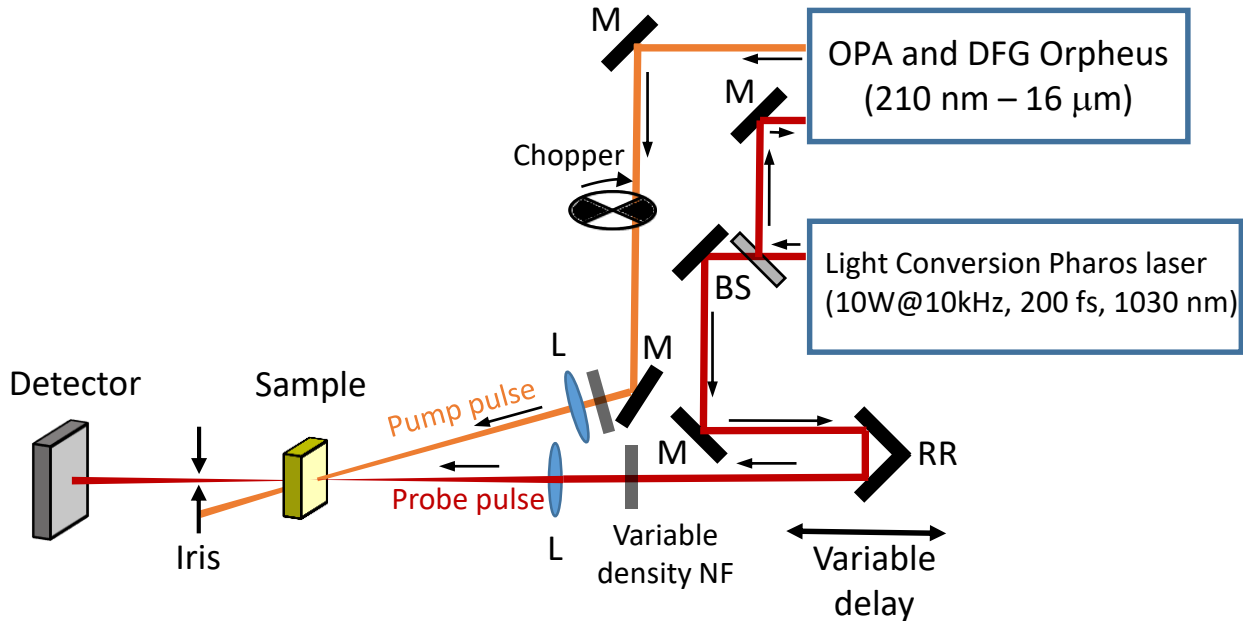 M
OPA and DFG Orpheus
(210 nm – 16 μm)
M
Chopper
BS
Light Conversion Pharos laser
(10W@10kHz, 200 fs, 1030 nm)
L
M
Detector
Sample
Pump pulse
M
RR
Probe pulse
Iris
L
Variable
density NF
Variable
delay